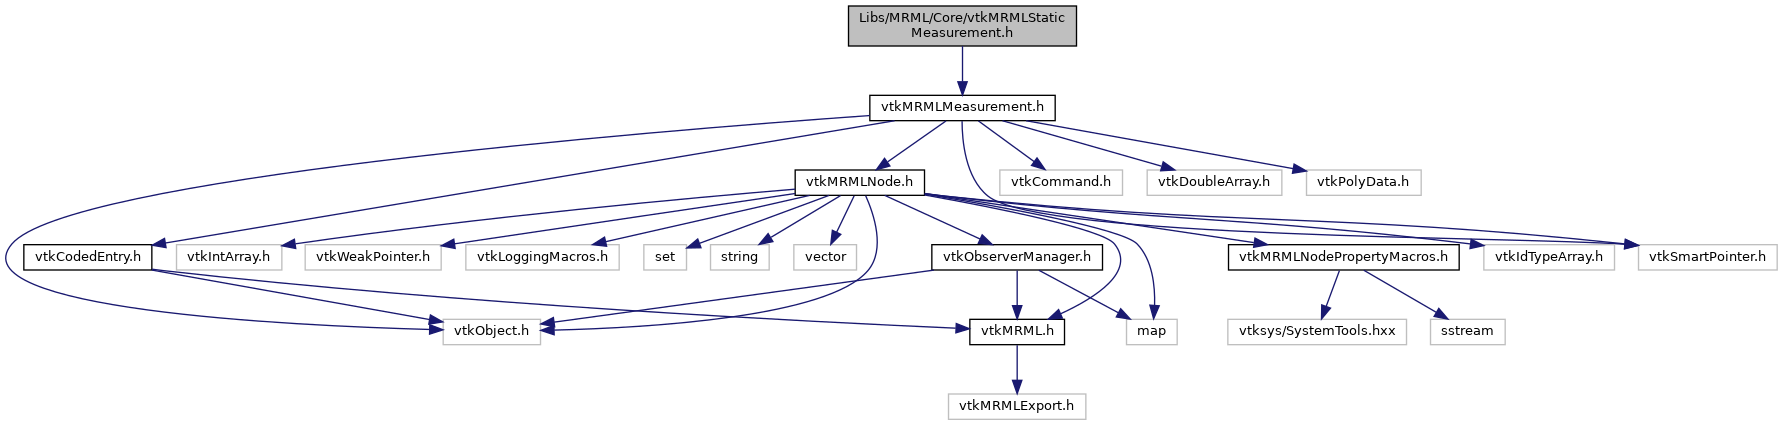 Libs/MRML/Core/vtkMRMLStatic
Measurement.h
vtkMRMLMeasurement.h
vtkMRMLNode.h
vtkCommand.h
vtkDoubleArray.h
vtkPolyData.h
vtkCodedEntry.h
vtkIntArray.h
vtkWeakPointer.h
vtkLoggingMacros.h
set
string
vector
vtkObserverManager.h
vtkMRMLNodePropertyMacros.h
vtkIdTypeArray.h
vtkSmartPointer.h
vtkObject.h
vtkMRML.h
map
vtksys/SystemTools.hxx
sstream
vtkMRMLExport.h